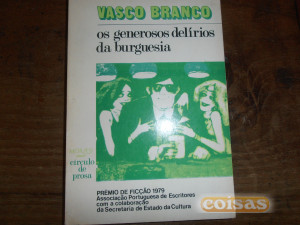 VASCO BRANCO
os generosos delírios
da burguesia
círculo de
prosa
PRÉMIO DE FICÇÃO 1979
Associação Portuguesa de Escritores
com a colaboração
da Secretaria de Estado da Cultura
coisas